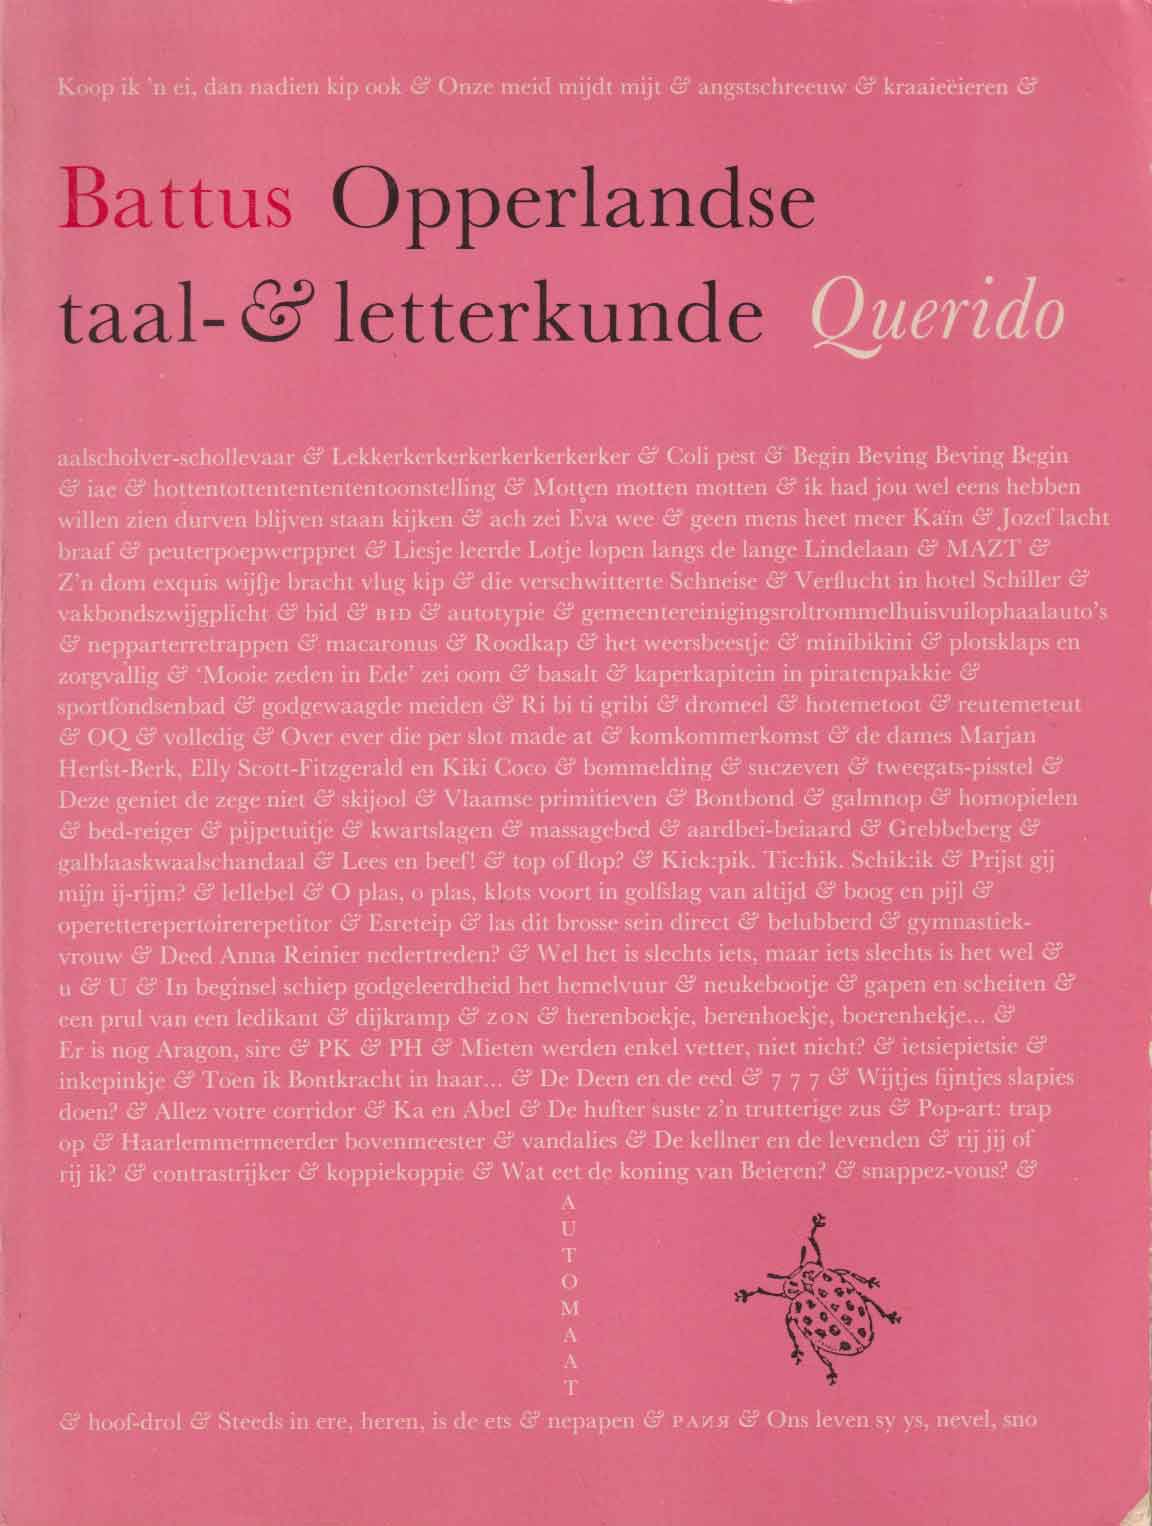 Koop ik 'n ei, dan nadien kip ook & Onze meid mijdt mijt & angstschreeuw & kraaieëieren &
Battus Opperlandse
taal- & letterkunde Querido
aalscholver-schollevaar & Lekkerkerkerkerkerkerkerker & Coli pest & Begin Beving Beving Begin
& iae & hottentottententententoonstelling & Motten motten motten & ik had jou wel eens hebben
willen zien durven blijven staan kijken & ach zei Eva wee & geen mens heet meer Kaïn & Jozef lacht
braaf & peuterpoepwerppret & Liesje leerde Lotje lopen langs de lange Lindelaan & MAZT &
Z'n dom exquis wijfje bracht vlug kip & die verschwitterte Schneise & Verflucht in hotel Schiller &
vakbondszwijgplicht & bid & BID & autotypie & gemeentereinigingsroltrommelhuisvuilophaalauto's
& nepparterretrappen & macaronus & Roodkap & het weersbeestje & minibikini & plotsklaps en
zorgvallig & 'Mooie zeden in Ede' zei oom & basalt & kaperkapitein in piratenpakkie &
sportfondsenbad & godgewaagde meiden & Ri bi ti gribi & dromeel & hotemetoot & reutemeteut
& OQ & volledig & Over ever die per slot made at & komkommerkomst & de dames Marjan
Herfst-Berk, Elly Scott-Fitzgerald en Kiki Coco & bommelding & suczeven & tweegats-pisstel &
Deze geniet de zege niet & skijool & Vlaamse primitieven & Bontbond & galmnop & homopielen
& bed-reiger & pijpetuitje & kwartslagen & massagebed & aardbei-beiaard & Grebbeberg &
galblaaskwaalschandaal & Lees en beef! & top of flop? & Kick:pik. Tic:hik. Schik:ik & Prijst gij
mijn ij-rijm? & lellebel & O plas, o plas, klots voort in golfslag van altijd & boog en pijl &
operetterepertoirerepetitor & Esreteip & las dit brosse sein direct & belubberd & gymnastiek-
vrouw & Deed Anna Reinier nedertreden? & Wel het is slechts iets, maar iets slechts is het wel &
u & U & In beginsel schiep godgeleerdheid het hemelvuur & neukebootje & gapen en scheiten &
een prul van een ledikant & dijkramp & ZON & herenboekje, berenhoekje, boerenhekje... &
Er is nog Aragon, sire & PK & PH & Mieten werden enkel vetter, niet nicht? & ietsiepietsie &
inkepinkje & Toen ik Bontkracht in haar... & De Deen en de eed & 7 7 7 & Wijtjes fijntjes slapies
doen? & Allez votre corridor & Ka en Abel & De hufter suste z'n trutterige zus & Pop-art: trap
op & Haarlemmermeerder bovenmeester & vandalies & De kellner en de levenden & rij jij of
rij ik? & contrastrijker & koppiekoppie & Wat eet de koning van Beieren? & snappez-vous? &
A
U
T
O
M
A
A
T
& hoof-drol & Steeds in ere, heren, is de ets & nepapen & РАИЯ & Ons leven sy ys, nevel, sno